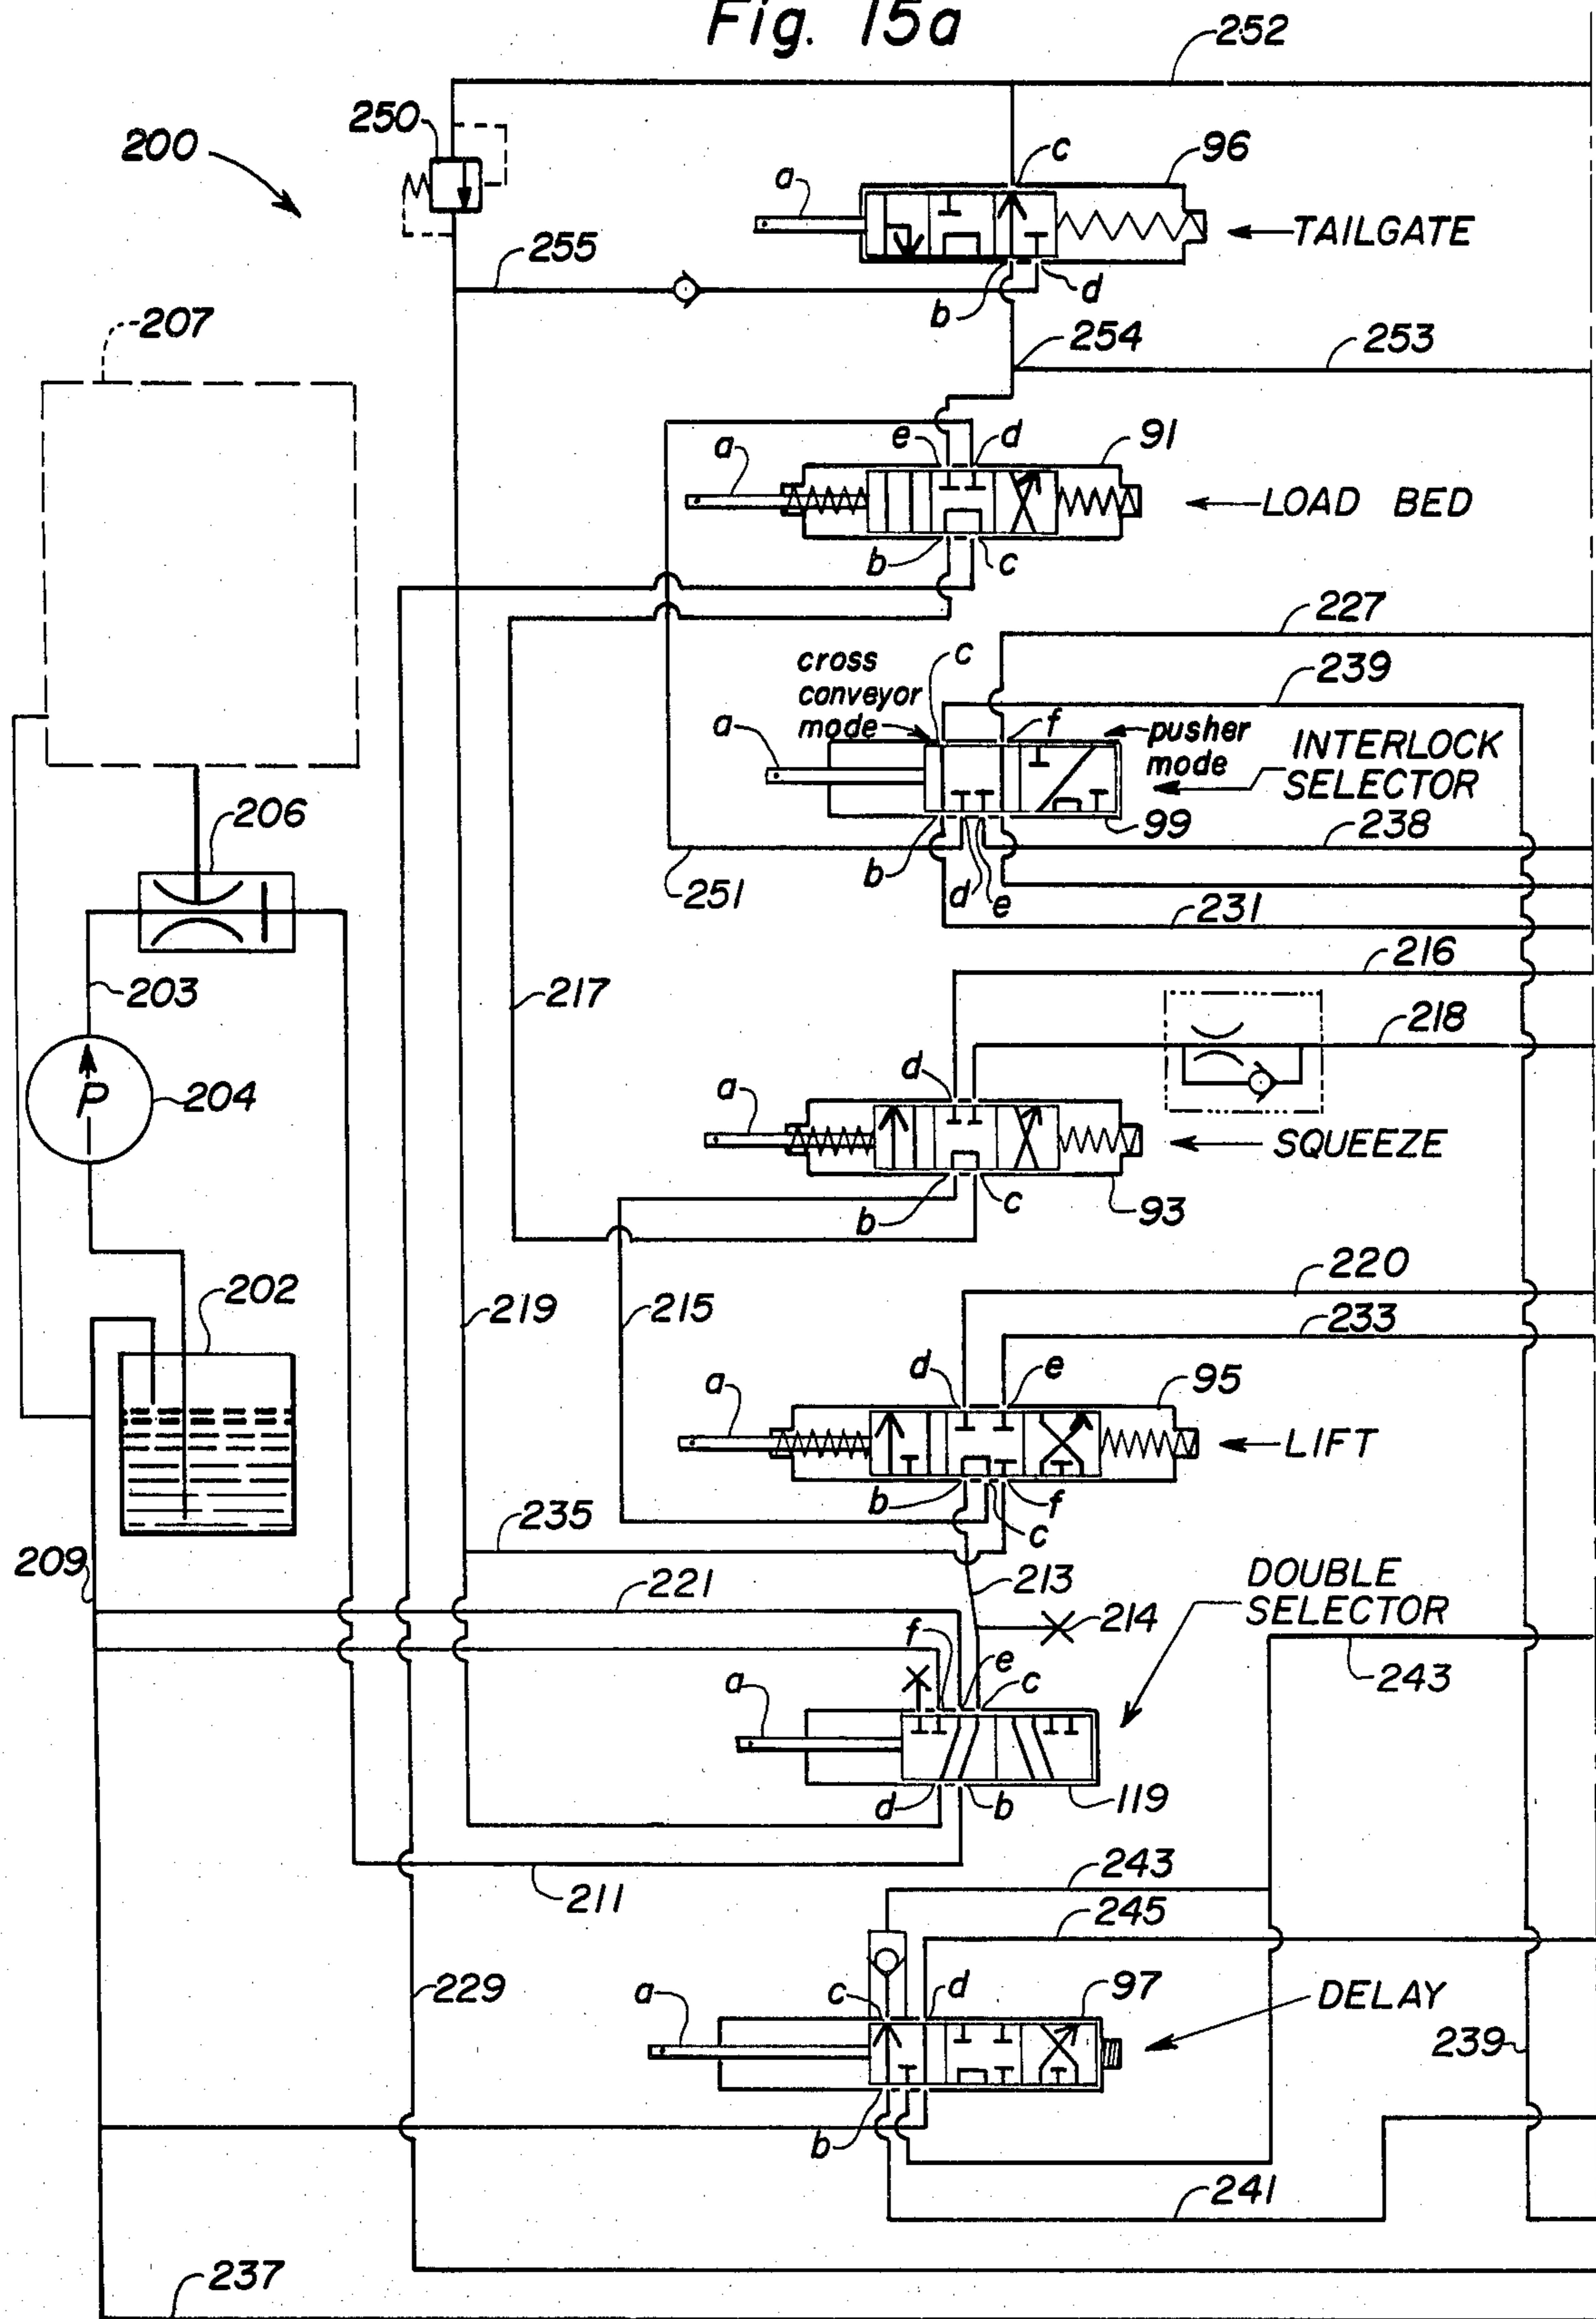 Fig. 15a
252
250
200
c
96
a
TAILGATE
255
b
d
207
254
253
e
d
91
a
LOAD BED
b
c
227
cross
conveyor
mode
c
239
a
f
pusher
mode
INTERLOCK
SELECTOR
206
99
238
b
d
e
251
231
216
203
217
218
d
P
204
a
SQUEEZE
b
c
93
220
202
219
215
233
d
e
a
95
LIFT
b
f
c
235
209
213
DOUBLE
SELECTOR
221
214
f
e
c
243
a
d
b
119
211
243
245
229
a
c
d
97
DELAY
239
b
241
237